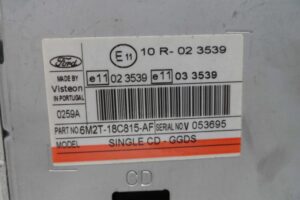 Ford
E11 10 R- 02 3539
MADE BY
Visteon
IN PORTUGAL
e11 02 3539 e11 03 3539
0259A
PART NO 6M2T-18C815-AF SERIAL NO V 053695
MODEL SINGLE CD - GGDS
CD